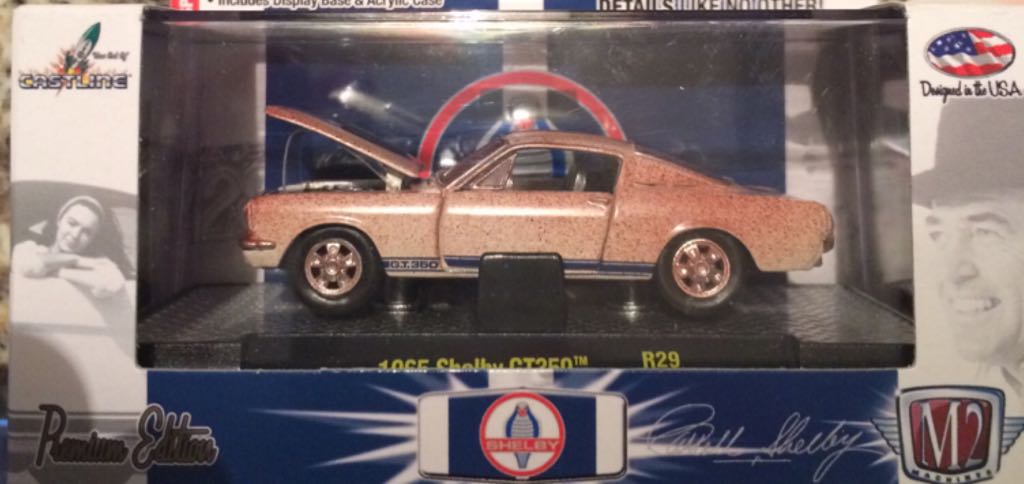 • Includes Display Base & Acrylic Case
DETAILS LIKE NO OTHER!
CASTLINE
Designed in the USA
G.T.350
1965 Shelby GT350™ R29
Premium Edition
SHELBY
Carroll Shelby
M2
MACHINES